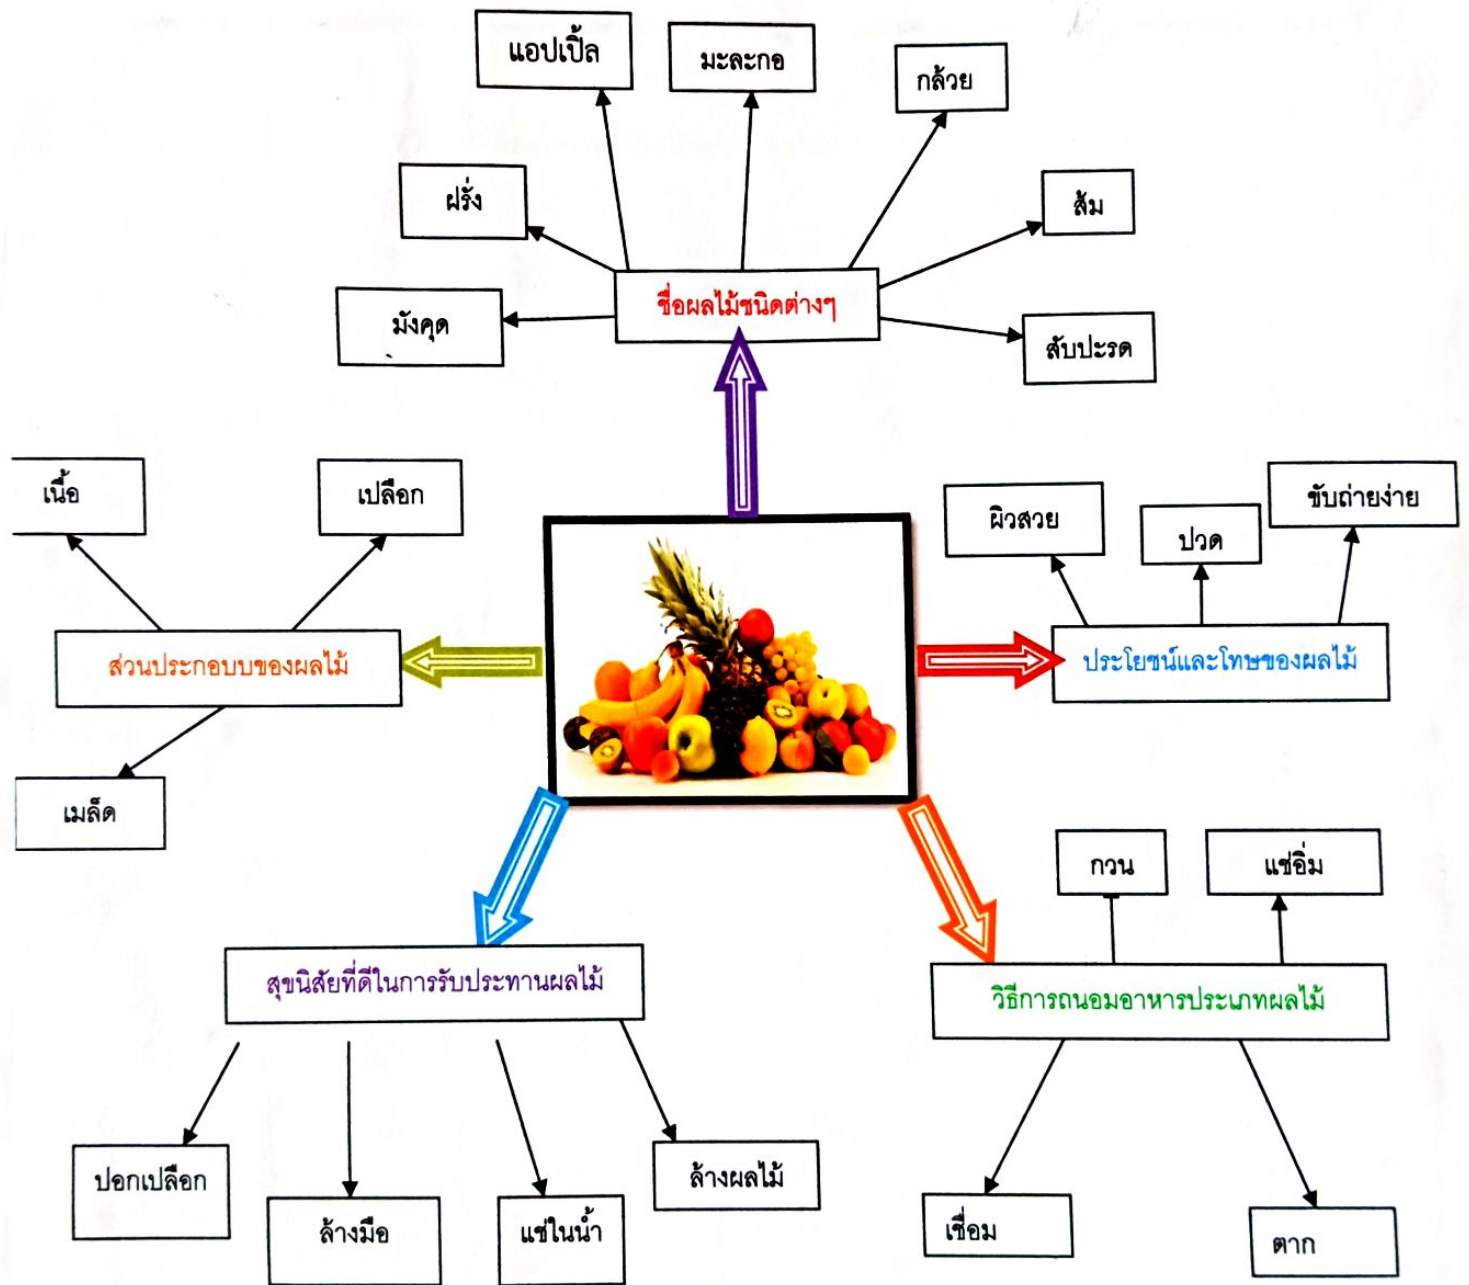 แอปเปิ้ล
มะละกอ
กล้วย
ฝรั่ง
ส้ม
มังคุด
ชื่อผลไม้ชนิดต่างๆ
สับปะรด
เนื้อ
เปลือก
ผิวสวย
ปวด
ขับถ่ายง่าย
ส่วนประกอบบของผลไม้
ประโยชน์และโทษของผลไม้
เมล็ด
กวน
แช่อิ่ม
สุขนิสัยที่ดีในการรับประทานผลไม้
วิธีการถนอมอาหารประเภทผลไม้
ปอกเปลือก
ล้างมือ
แช่ในน้ำ
ล้างผลไม้
เชื่อม
ตาก